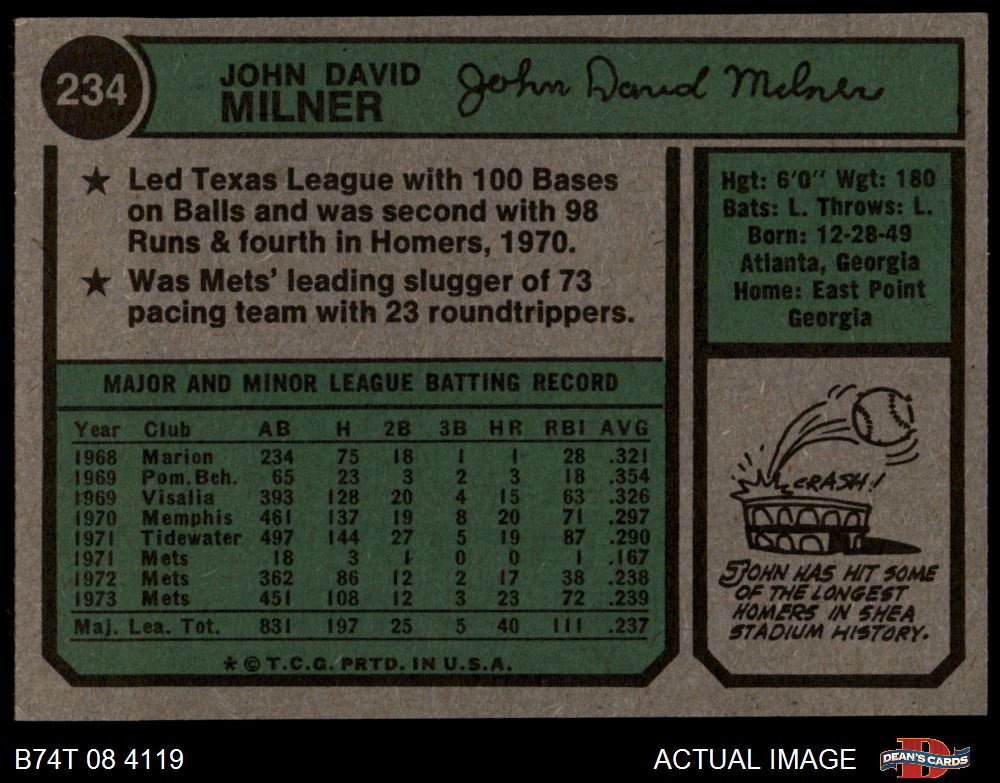 234
JOHN DAVID
MILNER
John David Milner
★ Led Texas League with 100 Bases
on Balls and was second with 98
Runs & fourth in Homers, 1970.
★ Was Mets' leading slugger of 73
pacing team with 23 roundtrippers.
Hgt: 6'0" Wgt: 180
Bats: L. Throws: L.
Born: 12-28-49
Atlanta, Georgia
Home: East Point
Georgia
MAJOR AND MINOR LEAGUE BATTING RECORD
Year Club AB H 2B 3B HR RBI AVG
1968 Marion 234 75 18 1 1 28 .321
1969 Pom. Bch. 65 23 3 2 3 18 .354
1969 Visalia 393 128 20 4 15 63 .326
1970 Memphis 461 137 19 8 20 71 .297
1971 Tidewater 497 144 27 5 19 87 .290
1971 Mets 18 3 1 0 0 1 .167
1972 Mets 362 86 12 2 17 38 .238
1973 Mets 451 108 12 3 23 72 .239
Maj. Lea. Tot. 831 197 25 5 40 111 .237
* © T.C.G. PRTD. IN U.S.A.
CRASH!
JOHN HAS HIT SOME
OF THE LONGEST
HOMERS IN SHEA
STADIUM HISTORY.
B74T 08 4119
ACTUAL IMAGE
D
DEAN'S CARDS